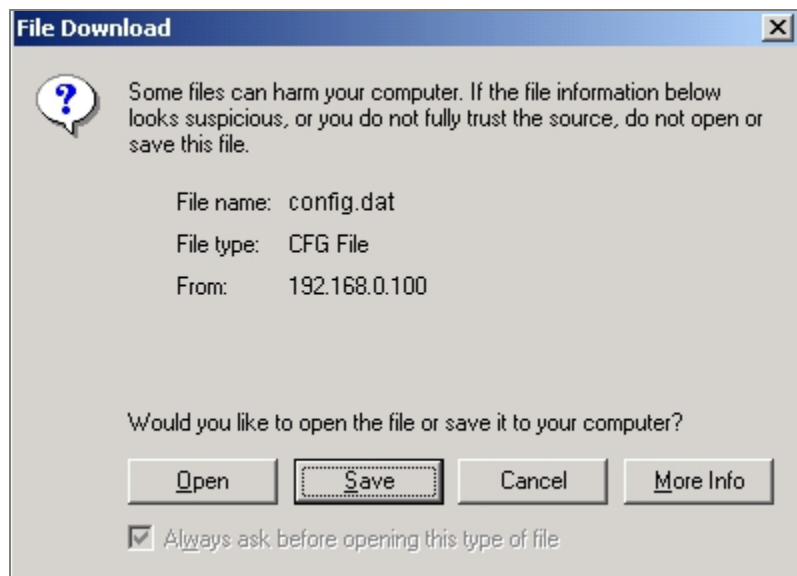 File Download
Some files can harm your computer. If the file information below
looks suspicious, or you do not fully trust the source, do not open or
save this file.
File name: config.dat
File type: CFG File
From: 192.168.0.100
Would you like to open the file or save it to your computer?
Open Save Cancel More Info
Always ask before opening this type of file